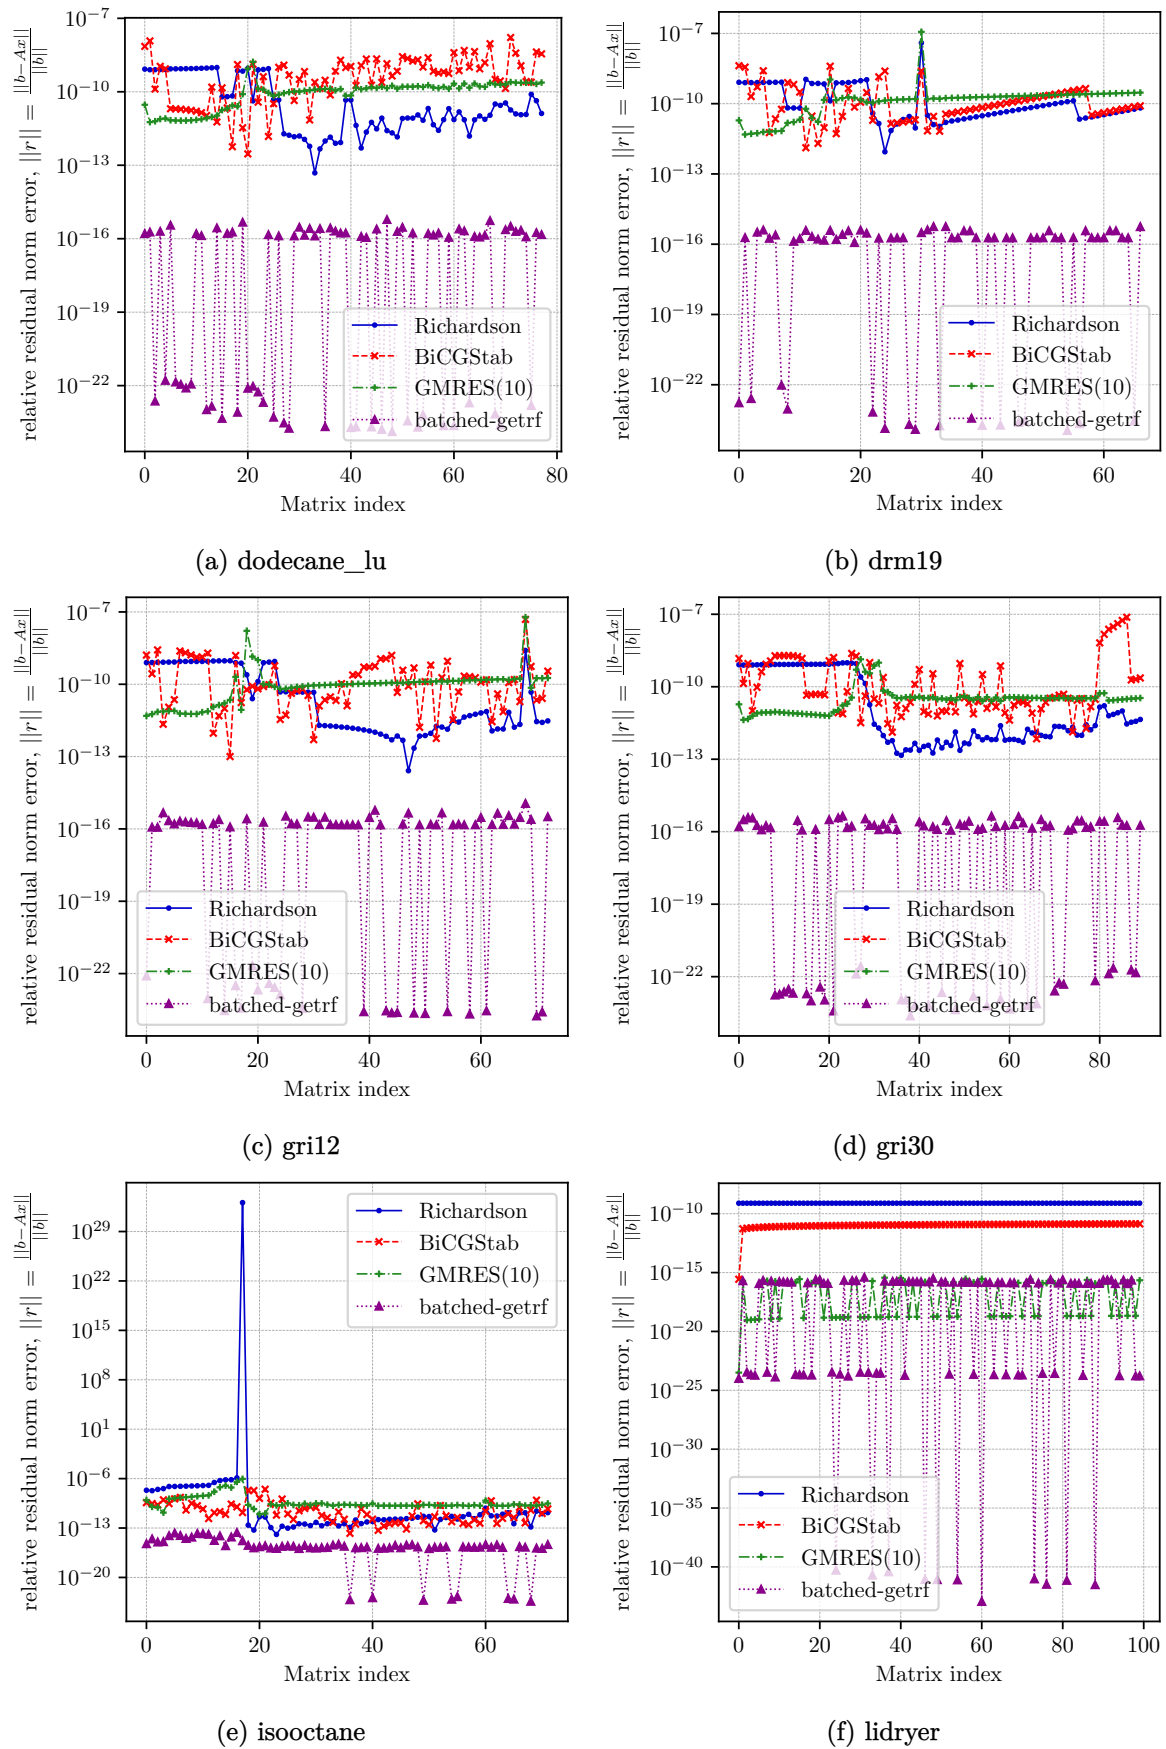 relative residual norm error, ||r|| = ||b−Ax|| / ||b||
10^−7
10^−10
10^−13
10^−16
10^−19
10^−22
Richardson
BiCGStab
GMRES(10)
batched-getrf
0 20 40 60 80
Matrix index
(a) dodecane_lu
relative residual norm error, ||r|| = ||b−Ax|| / ||b||
10^−7
10^−10
10^−13
10^−16
10^−19
10^−22
Richardson
BiCGStab
GMRES(10)
batched-getrf
0 20 40 60
Matrix index
(b) drm19
relative residual norm error, ||r|| = ||b−Ax|| / ||b||
10^−7
10^−10
10^−13
10^−16
10^−19
10^−22
Richardson
BiCGStab
GMRES(10)
batched-getrf
0 20 40 60
Matrix index
(c) gri12
relative residual norm error, ||r|| = ||b−Ax|| / ||b||
10^−7
10^−10
10^−13
10^−16
10^−19
10^−22
Richardson
BiCGStab
GMRES(10)
batched-getrf
0 20 40 60 80
Matrix index
(d) gri30
relative residual norm error, ||r|| = ||b−Ax|| / ||b||
10^29
10^22
10^15
10^8
10^1
10^−6
10^−13
10^−20
Richardson
BiCGStab
GMRES(10)
batched-getrf
0 20 40 60
Matrix index
(e) isooctane
relative residual norm error, ||r|| = ||b−Ax|| / ||b||
10^−10
10^−15
10^−20
10^−25
10^−30
10^−35
10^−40
Richardson
BiCGStab
GMRES(10)
batched-getrf
0 20 40 60 80 100
Matrix index
(f) lidryer